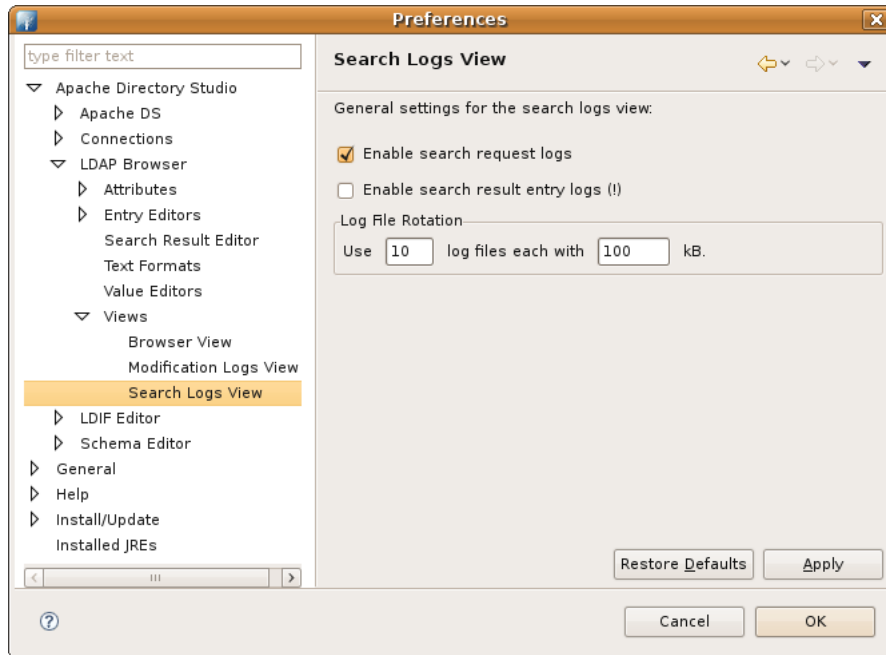 Preferences
type filter text
Apache Directory Studio
Apache DS
Connections
LDAP Browser
Attributes
Entry Editors
Search Result Editor
Text Formats
Value Editors
Views
Browser View
Modification Logs View
Search Logs View
LDIF Editor
Schema Editor
General
Help
Install/Update
Installed JREs
Search Logs View
General settings for the search logs view:
Enable search request logs
Enable search result entry logs (!)
Log File Rotation
Use 10 log files each with 100 kB.
Restore Defaults Apply
Cancel OK